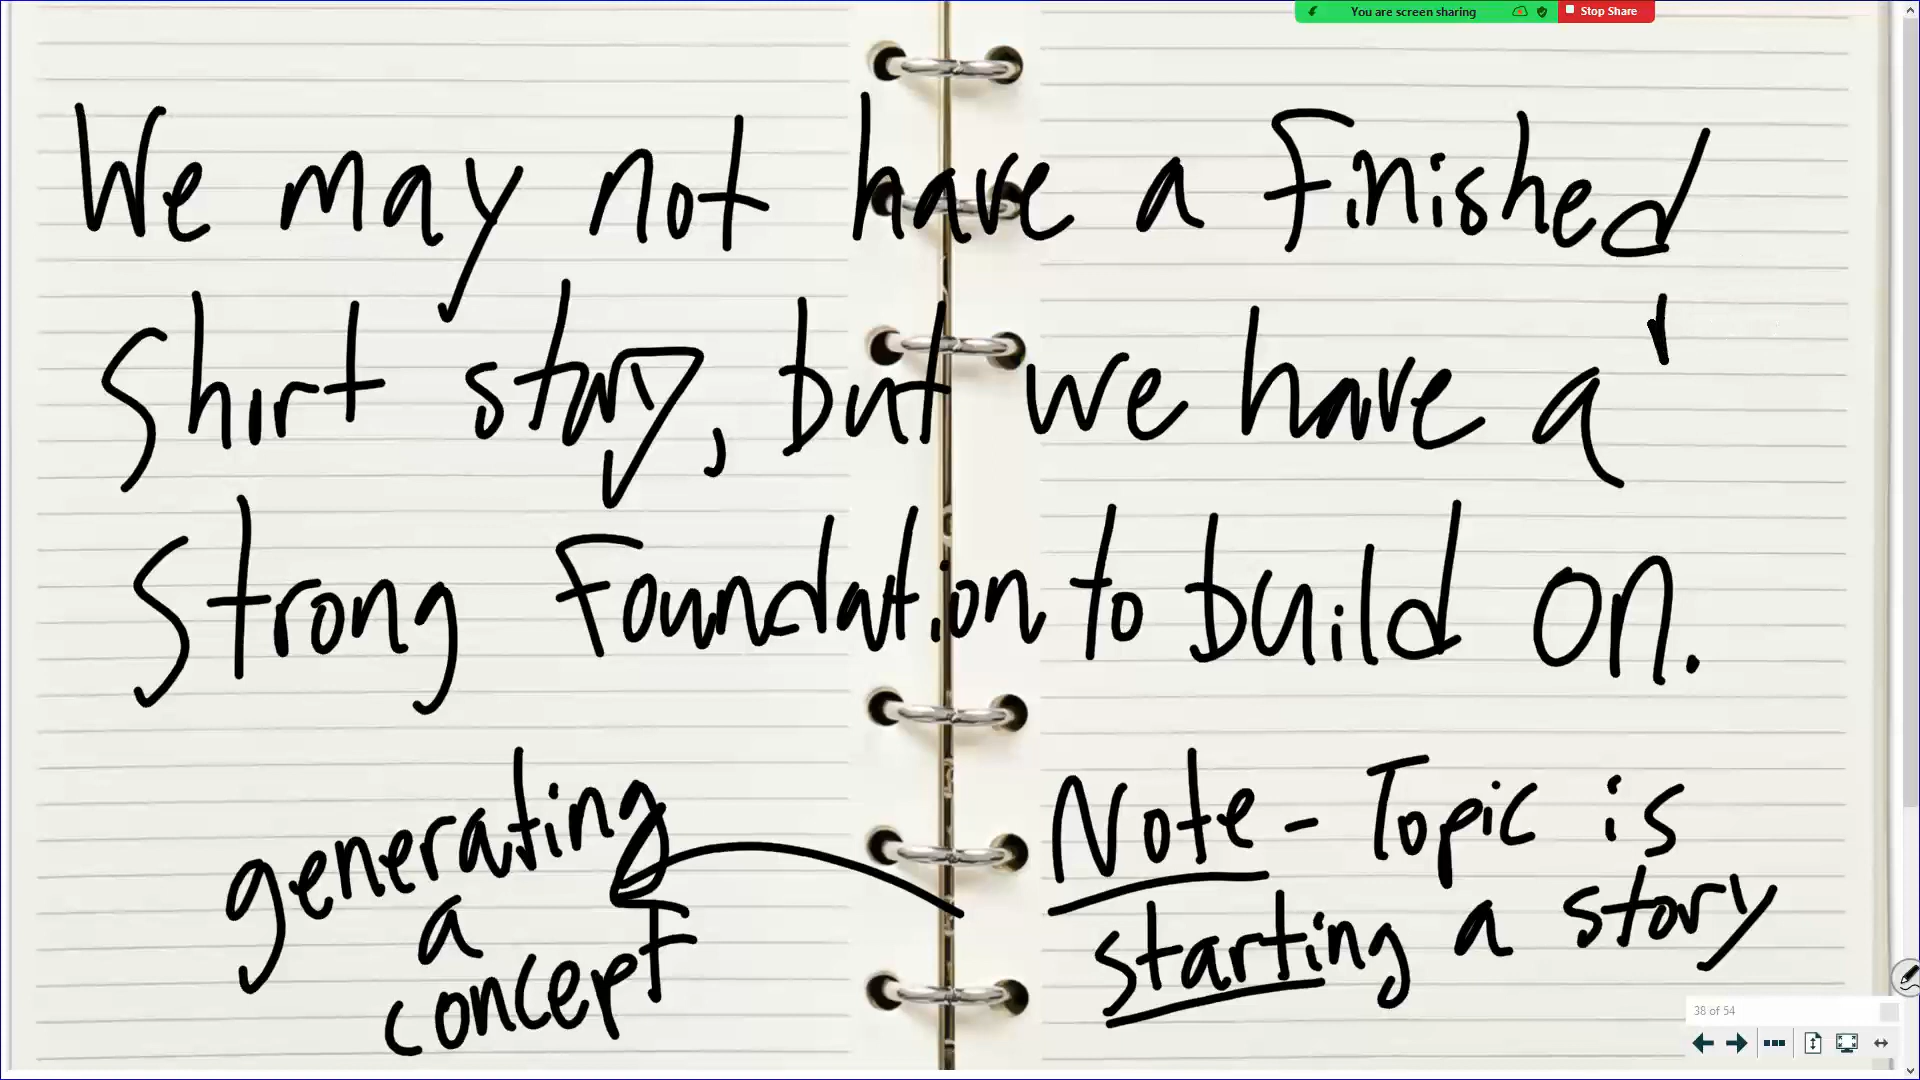 You are screen sharing
Stop Share
We may not have a finished
Shirt story, but we have a
Strong Foundation to build on.
generating
a
concept
Note - Topic is
starting a story
38 of 54